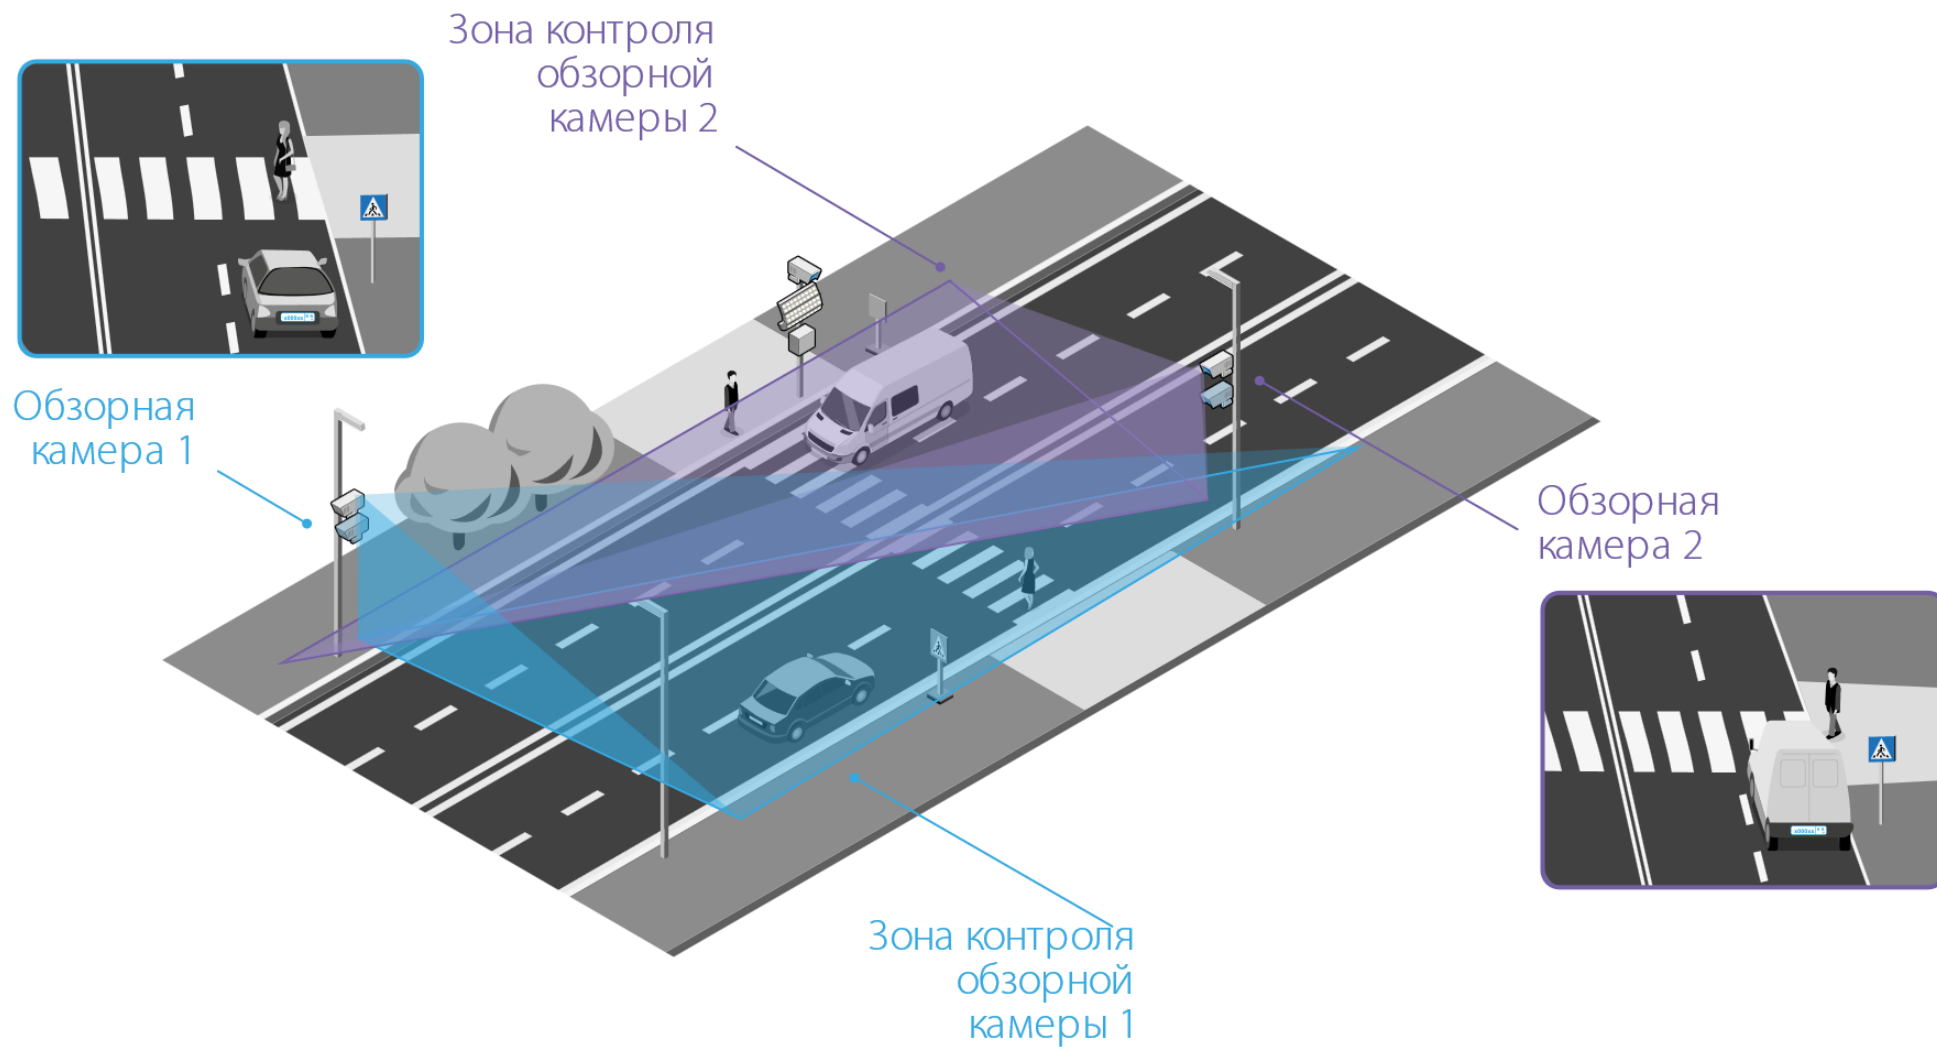 Зона контроля
обзорной
камеры 2
Обзорная
камера 1
Обзорная
камера 2
Зона контроля
обзорной
камеры 1